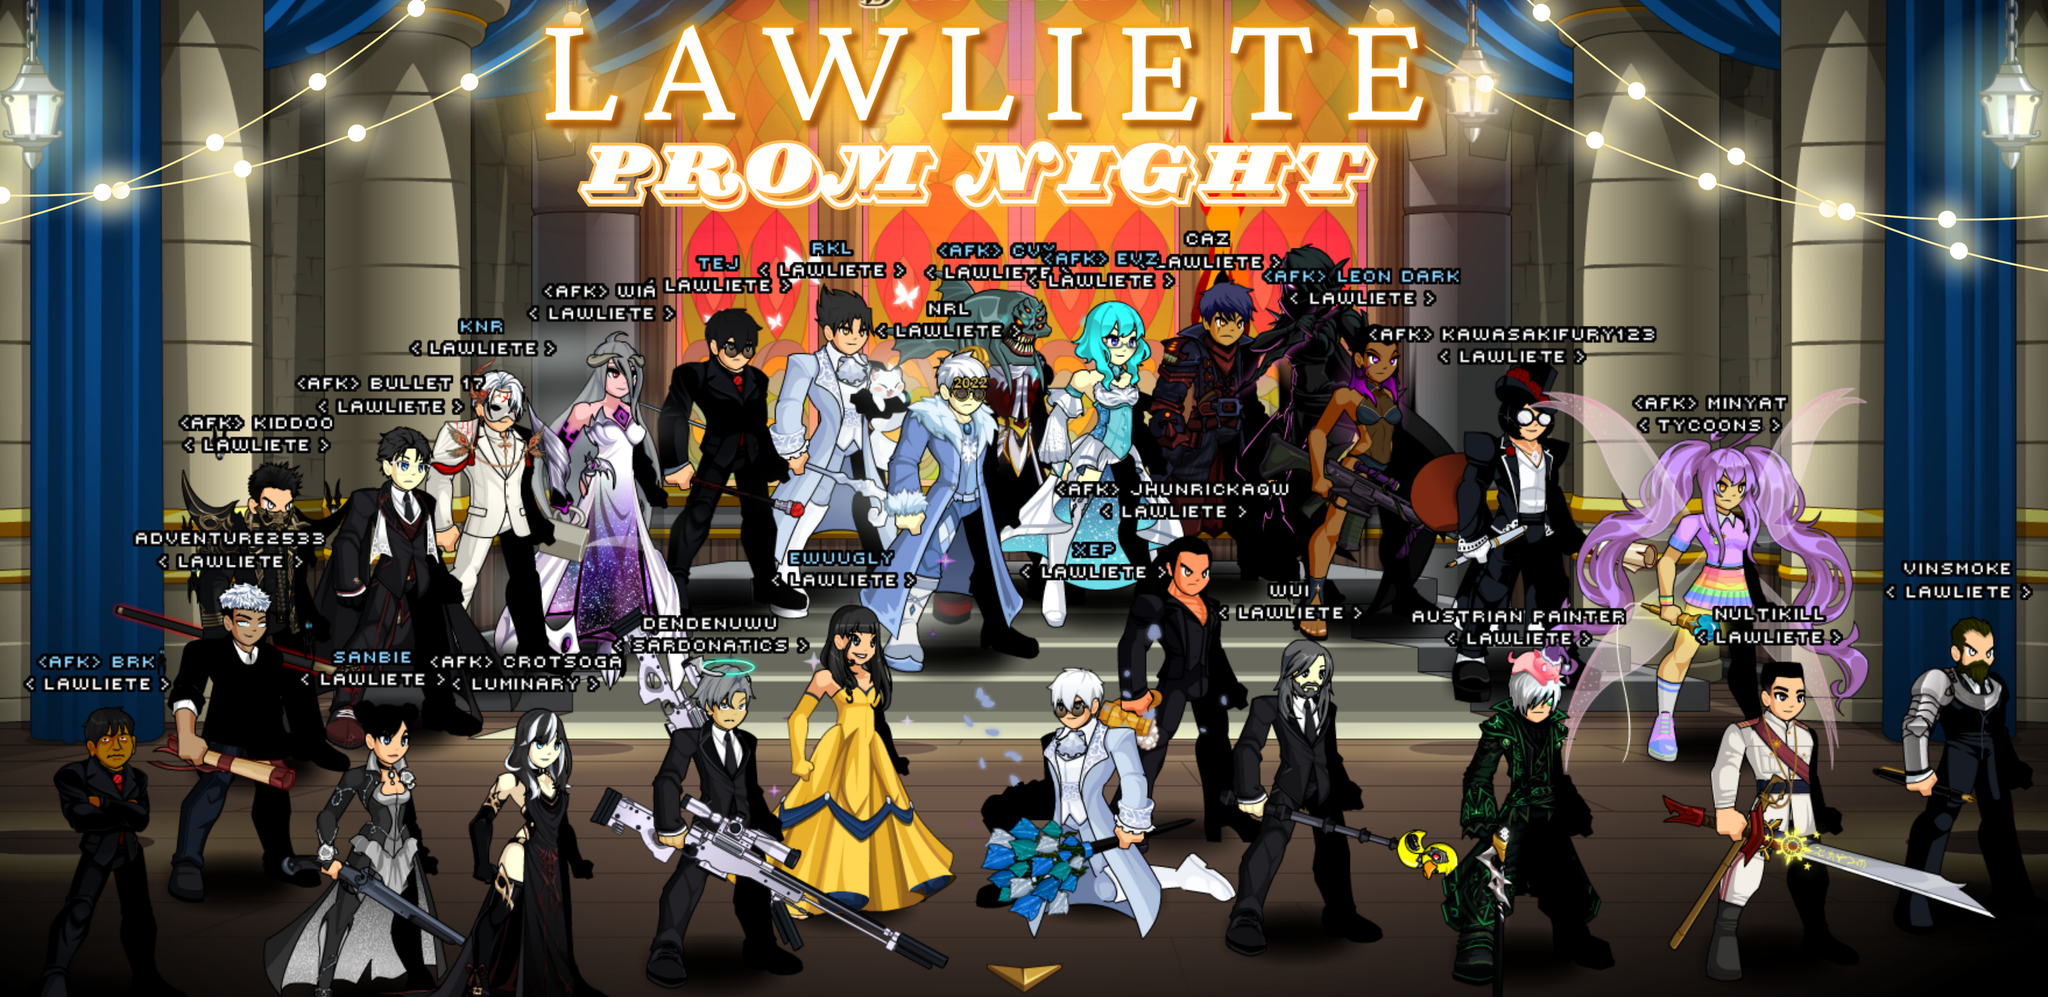 LAWLIETE
PROM NIGHT
CAZ
LAWLIETE >
RKL
< LAWLIETE >
<AFK> GVY
< LAWLIETE >
<AFK> EVZ
< LAWLIETE >
TEJ
LAWLIETE >
<AFK> LEON DARK
< LAWLIETE >
<AFK> WIA
< LAWLIETE >
NRL
< LAWLIETE >
KNR
< LAWLIETE >
<AFK> KAWASAKIFURY123
< LAWLIETE >
<AFK> BULLET 17
< LAWLIETE >
2022
<AFK> MINYAT
< TYCOONS >
<AFK> KIDDOO
< LAWLIETE >
<AFK> JHUNRICKAQW
< LAWLIETE >
ADVENTURE2533
< LAWLIETE >
EWUUGLY
< LAWLIETE >
XEP
< LAWLIETE >
VINSMOKE
< LAWLIETE >
WUI
< LAWLIETE >
AUSTRIAN PAINTER
< LAWLIETE >
NULTIKILL
< LAWLIETE >
DENDENUWU
< SARDONATICS >
<AFK> BRK
< LAWLIETE >
SANBIE
< LAWLIETE >
<AFK> CROTSOGA
< LUMINARY >